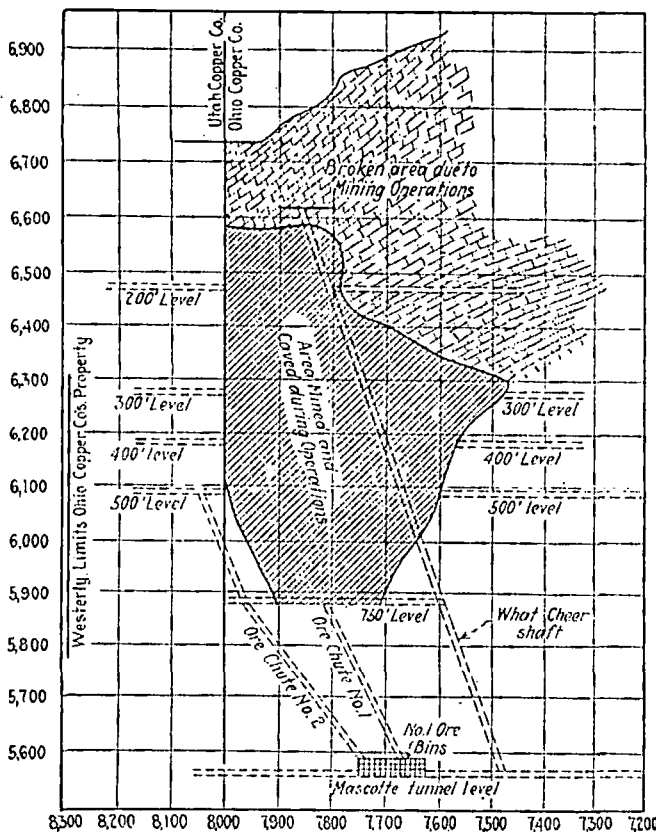 6,900
6,800
6,700
6,600
6,500
6,400
6,300
6,200
6,100
6,000
5,900
5,800
5,700
5,600
8,300
8,200
8,100
8,000
7,900
7,800
7,700
7,600
7,500
7,400
7,300
7,200
Utah Copper Co.
Ohio Copper Co.
Broken area due to
Mining Operations
200' Level
Area Mined and
Caved during Operations
300' Level
300' Level
400' level
400' Level
500' Level
500' level
Westerly Limits Ohio Copper Cos. Property
750' Level
What Cheer
shaft
Ore Chute No. 2
Ore Chute No. 1
No. 1 Ore
Bins
Mascotte tunnel level